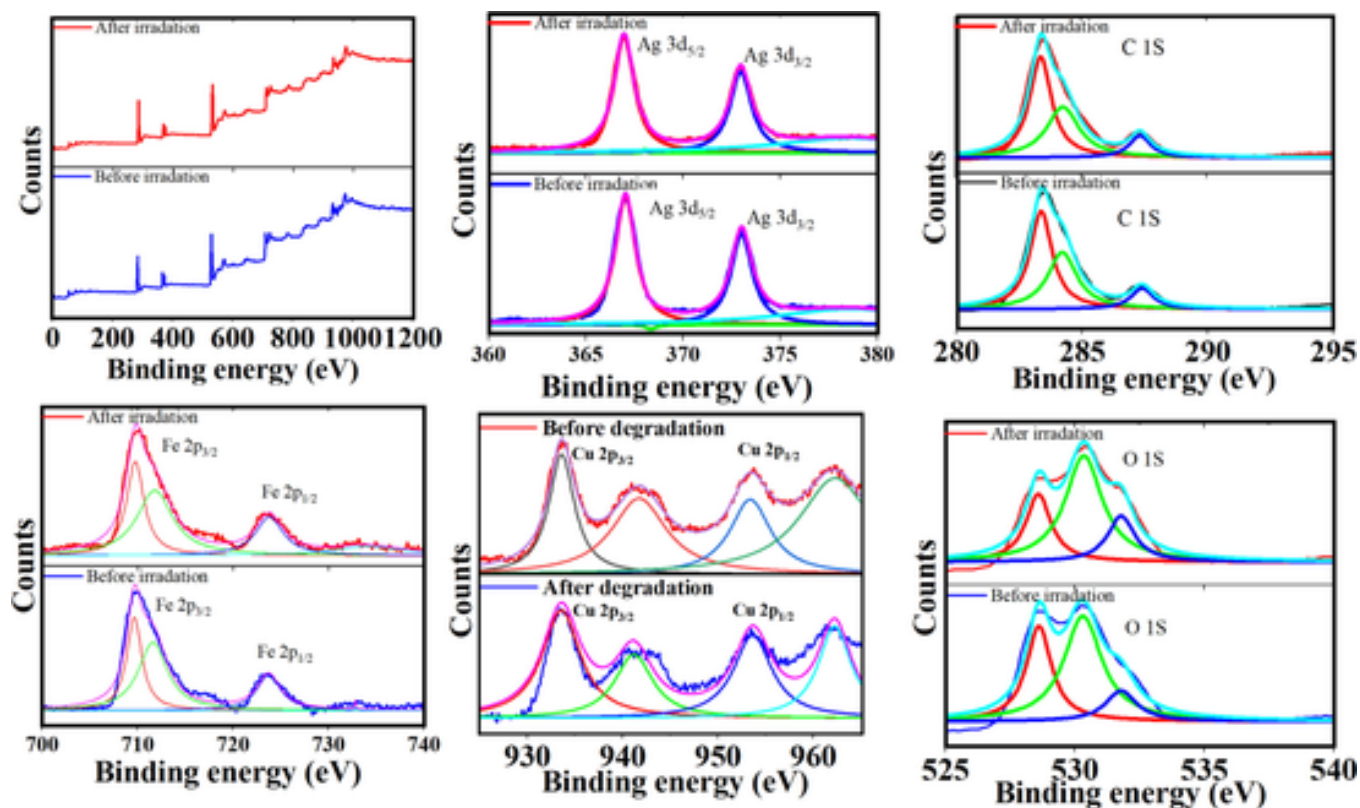 After irradiation
Counts
Before irradation
0 200 400 600 800 1000 1200
Binding energy (eV)
After irradiation
Ag 3d5/2
Ag 3d3/2
Counts
Before irradiation
Ag 3d5/2
Ag 3d3/2
360 365 370 375 380
Binding energy (eV)
After irradiation
C 1S
Counts
Before irradiation
C 1S
280 285 290 295
Binding energy (eV)
After irradiation
Fe 2p3/2
Fe 2p1/2
Counts
Before irradiation
Fe 2p3/2
Fe 2p1/2
700 710 720 730 740
Binding energy (eV)
Before degradation
Cu 2p3/2
Cu 2p1/2
Counts
After degradation
Cu 2p3/2
Cu 2p1/2
930 940 950 960
Binding energy (eV)
After irradiation
O 1S
Counts
Before irradiation
O 1S
525 530 535 540
Binding energy (eV)